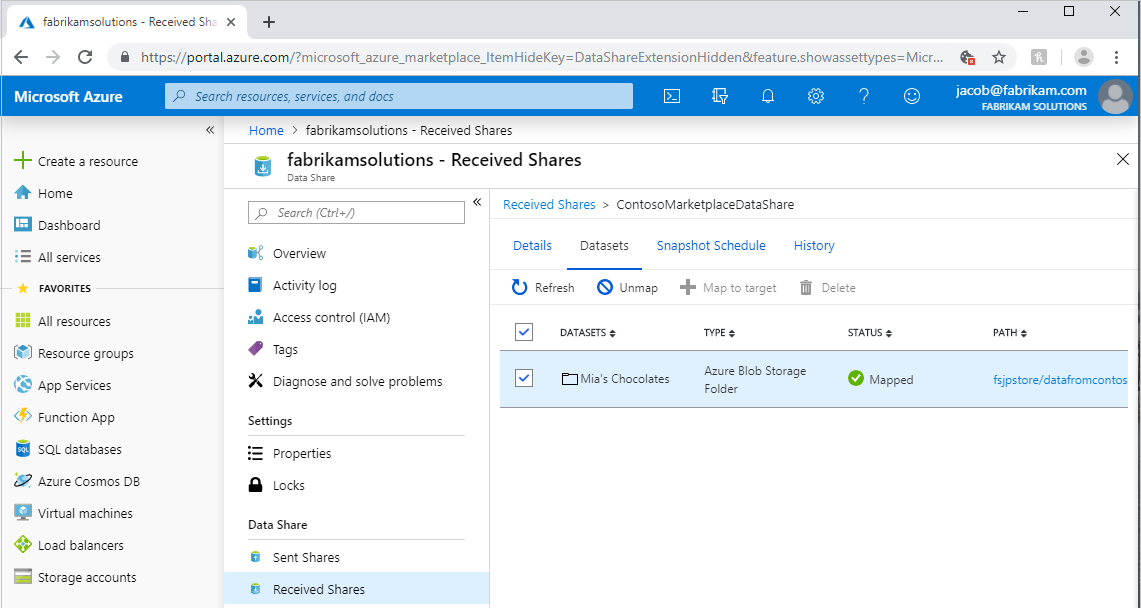 fabrikamsolutions - Received Sha
https://portal.azure.com/?microsoft_azure_marketplace_ItemHideKey=DataShareExtensionHidden&feature.showassettypes=Micr...
Microsoft Azure
Search resources, services, and docs
jacob@fabrikam.com
FABRIKAM SOLUTIONS
Create a resource
Home
Dashboard
All services
FAVORITES
All resources
Resource groups
App Services
Function App
SQL databases
Azure Cosmos DB
Virtual machines
Load balancers
Storage accounts
Home > fabrikamsolutions - Received Shares
fabrikamsolutions - Received Shares
Data Share
Search (Ctrl+/)
Overview
Activity log
Access control (IAM)
Tags
Diagnose and solve problems
Settings
Properties
Locks
Data Share
Sent Shares
Received Shares
Received Shares > ContosoMarketplaceDataShare
Details Datasets Snapshot Schedule History
Refresh Unmap Map to target Delete
DATASETS TYPE STATUS PATH
Mia's Chocolates
Azure Blob Storage
Folder
Mapped
fsjpstore/datafromcontos